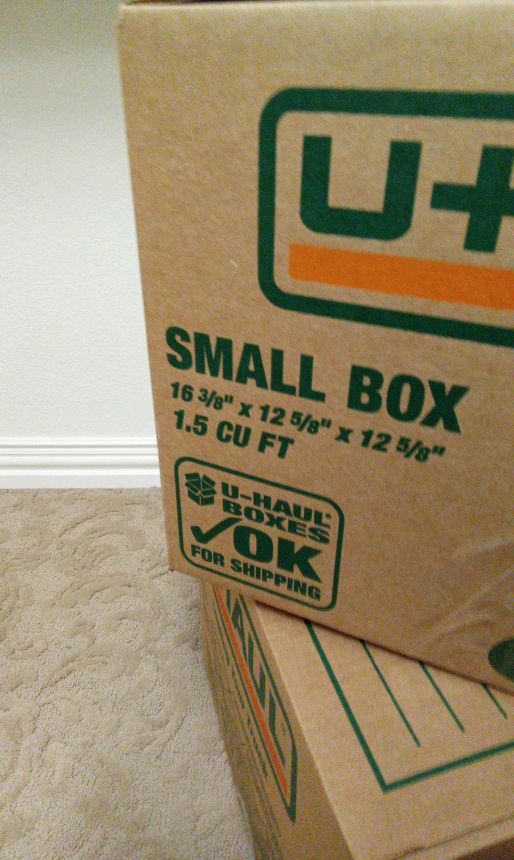 U-
SMALL BOX
16 3/8" x 12 5/8" x 12 5/8"
1.5 CU FT
U-HAUL®
BOXES
✓OK
FOR SHIPPING
AUL